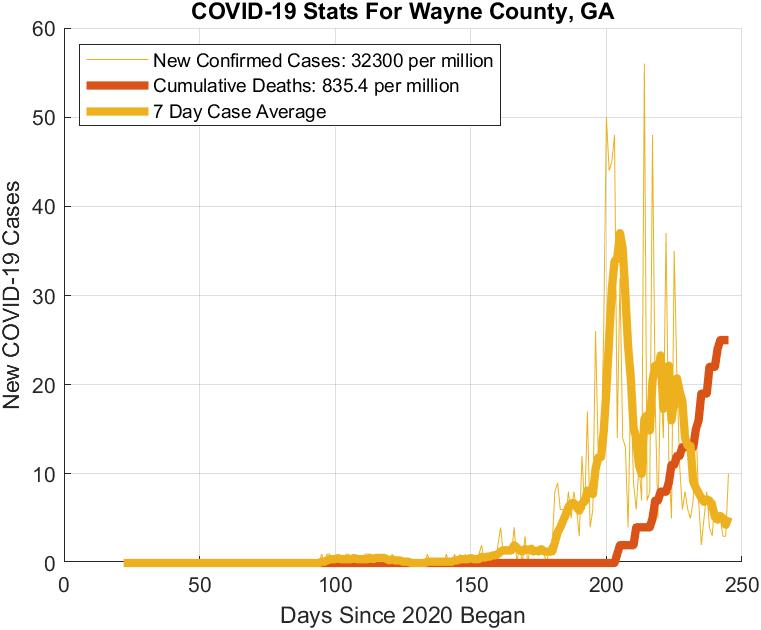 COVID-19 Stats For Wayne County, GA
New Confirmed Cases: 32300 per million
Cumulative Deaths: 835.4 per million
7 Day Case Average
New COVID-19 Cases
60
50
40
30
20
10
0
0 50 100 150 200 250
Days Since 2020 Began